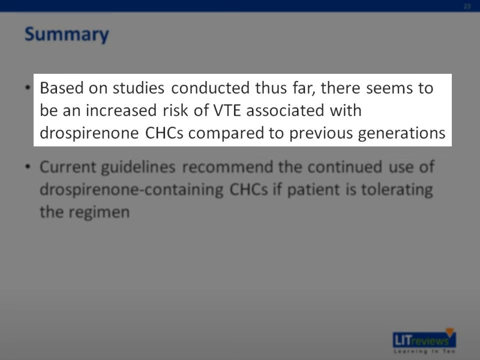 23
Summary
• Based on studies conducted thus far, there seems to
be an increased risk of VTE associated with
drospirenone CHCs compared to previous generations
• Current guidelines recommend the continued use of
drospirenone-containing CHCs if patient is tolerating
the regimen
LITreviews
Learning In Ten